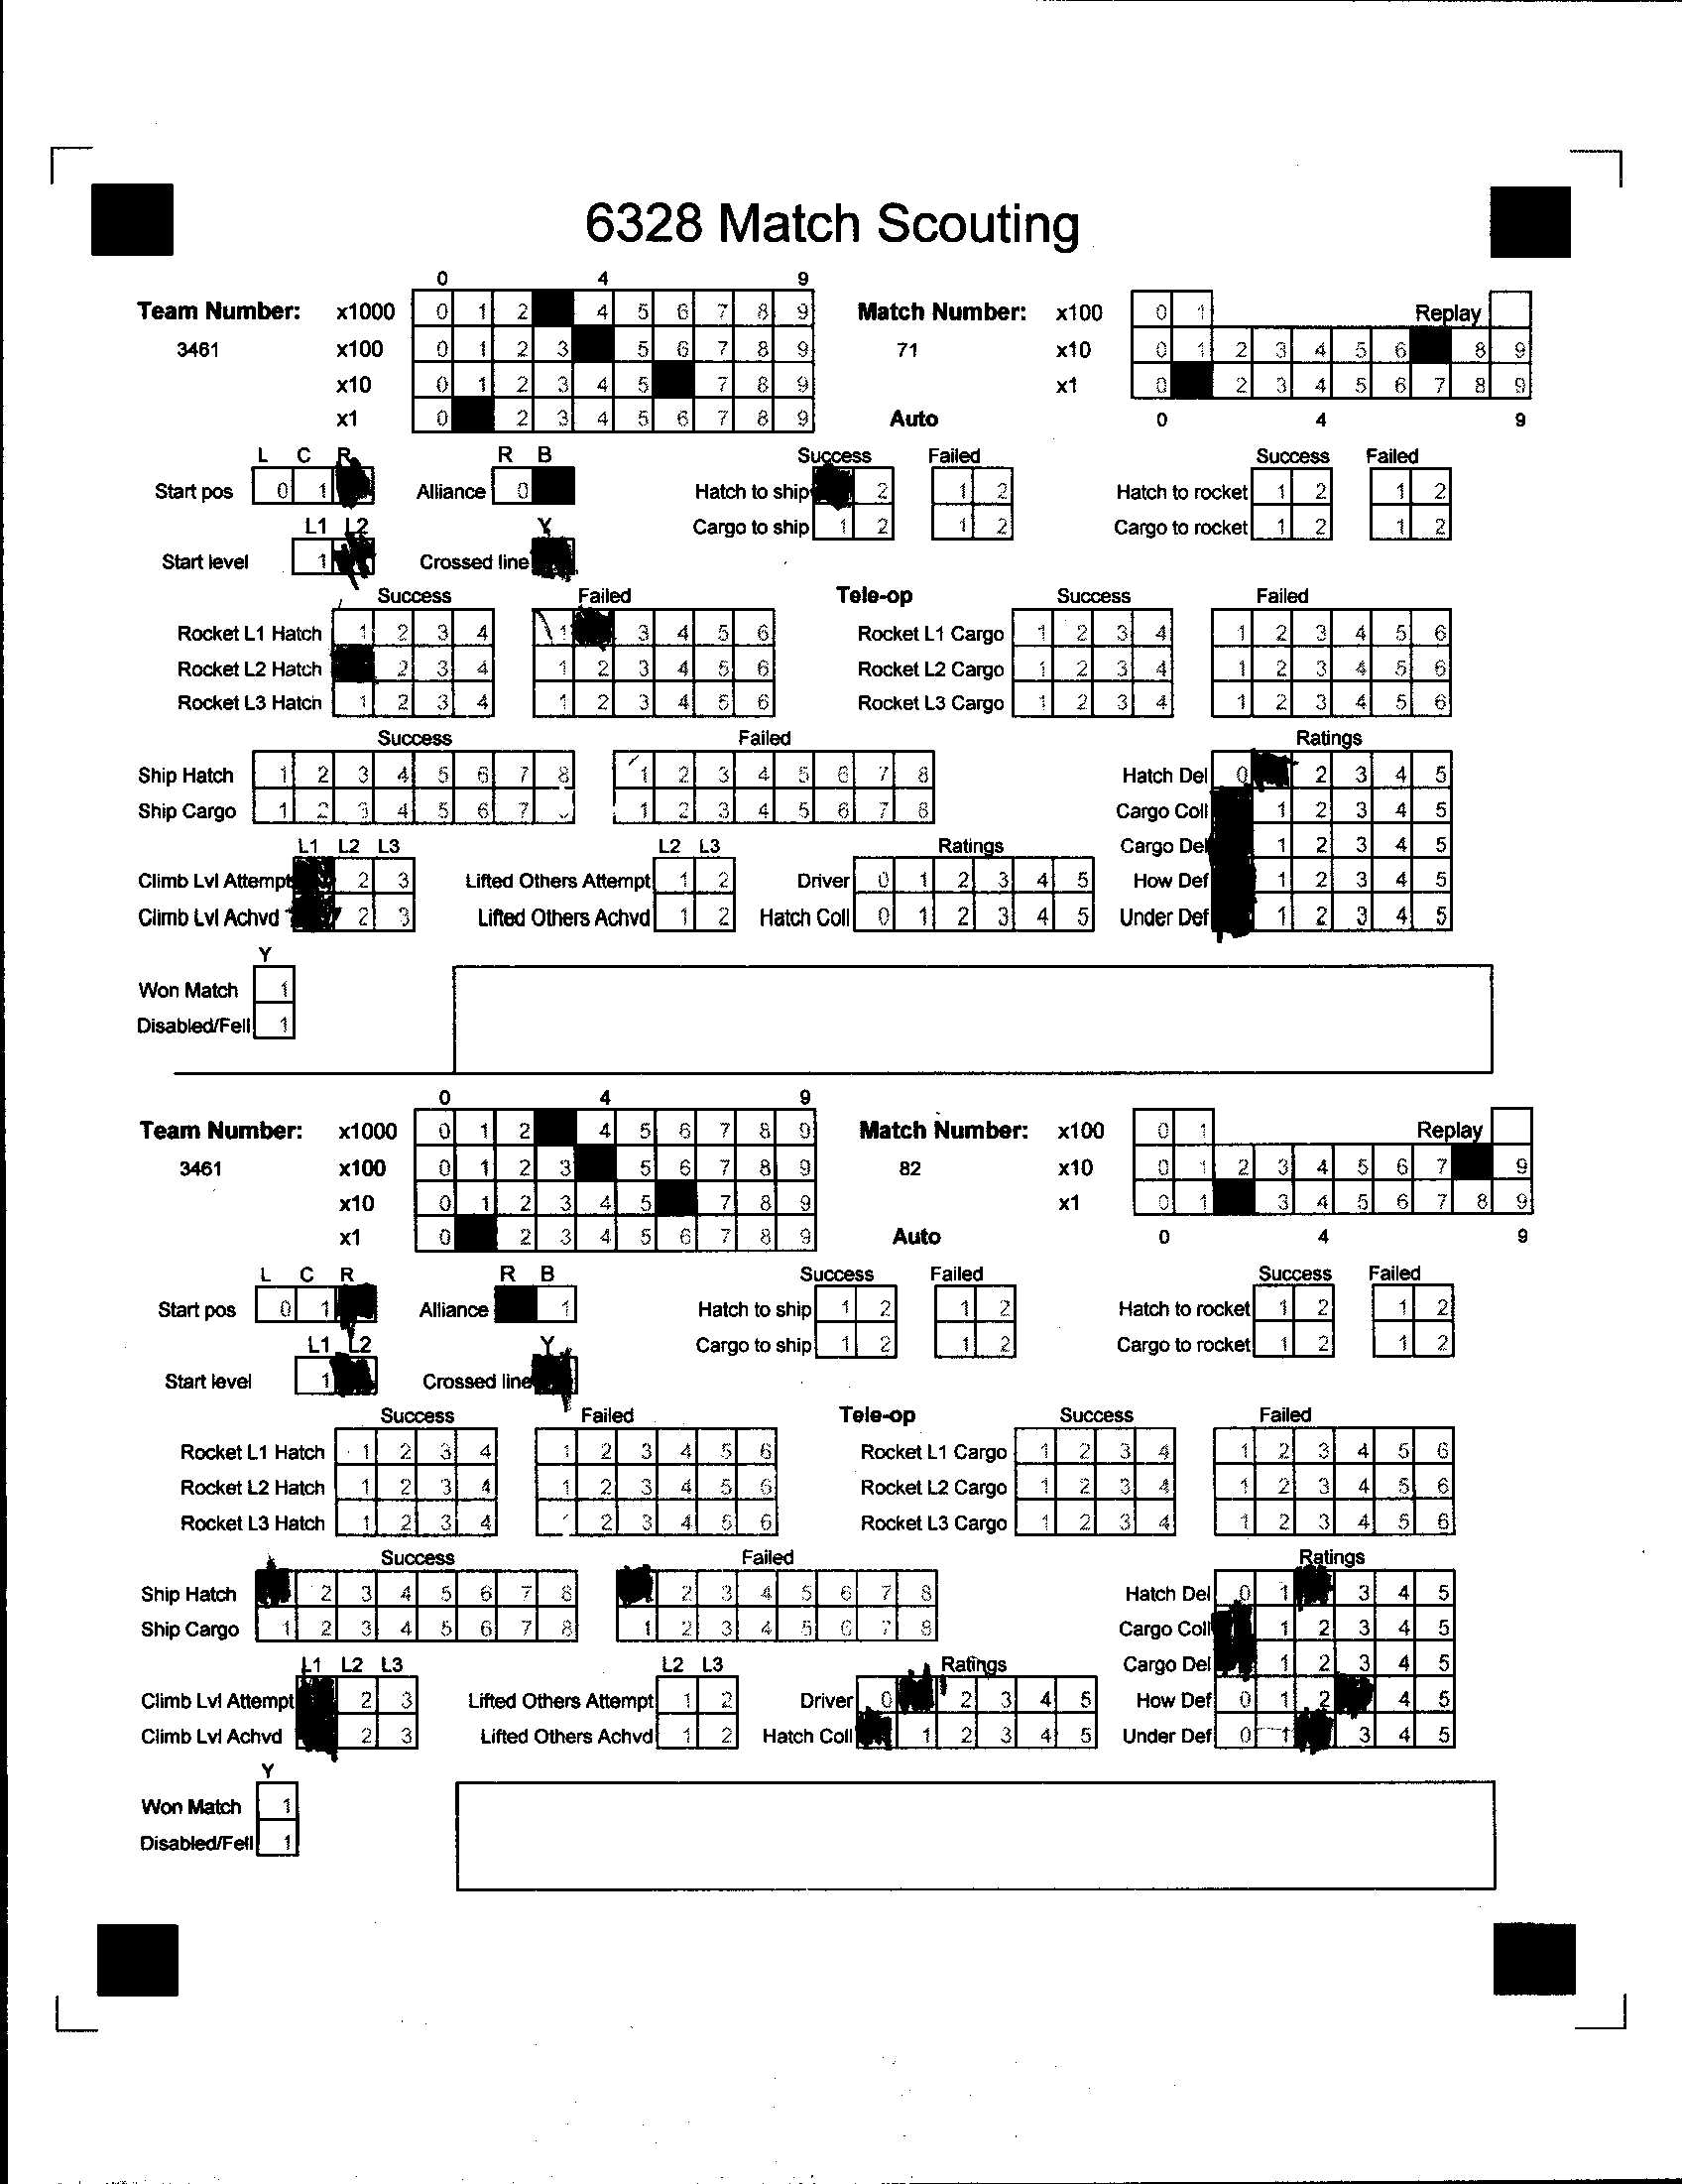 6328 Match Scouting
0 4 9
Team Number: x1000 0 1 2 4 5 6 7 8 9 Match Number: x100 0 1 Replay
3461 x100 0 1 2 3 5 6 7 8 9 71 x10 0 1 2 3 4 5 6 8 9
x10 0 1 2 3 4 5 7 8 9 x1 0 2 3 4 5 6 7 8 9
x1 0 2 3 4 5 6 7 8 9 Auto 0 4 9
L C R R B Success Failed Success Failed
Start pos 0 1 Alliance 0 Hatch to ship 2 1 2 Hatch to rocket 1 2 1 2
L1 L2 Y Cargo to ship 1 2 1 2 Cargo to rocket 1 2 1 2
Start level 1 Crossed line
Success Failed Tele-op Success Failed
Rocket L1 Hatch 1 2 3 4 1 3 4 5 6 Rocket L1 Cargo 1 2 3 4 1 2 3 4 5 6
Rocket L2 Hatch 2 3 4 1 2 3 4 5 6 Rocket L2 Cargo 1 2 3 4 1 2 3 4 5 6
Rocket L3 Hatch 1 2 3 4 1 2 3 4 5 6 Rocket L3 Cargo 1 2 3 4 1 2 3 4 5 6
Success Failed Ratings
Ship Hatch 1 2 3 4 5 6 7 8 1 2 3 4 5 6 7 8 Hatch Del 0 2 3 4 5
Ship Cargo 1 2 3 4 5 6 7 1 2 3 4 5 6 7 8 Cargo Coll 1 2 3 4 5
L1 L2 L3 L2 L3 Ratings Cargo Del 1 2 3 4 5
Climb Lvl Attempt 2 3 Lifted Others Attempt 1 2 Driver 0 1 2 3 4 5 How Def 1 2 3 4 5
Climb Lvl Achvd 2 3 Lifted Others Achvd 1 2 Hatch Coll 0 1 2 3 4 5 Under Def 1 2 3 4 5
Y
Won Match 1
Disabled/Fell 1
0 4 9
Team Number: x1000 0 1 2 4 5 6 7 8 9 Match Number: x100 0 1 Replay
3461 x100 0 1 2 3 5 6 7 8 9 82 x10 0 1 2 3 4 5 6 7 9
x10 0 1 2 3 4 5 7 8 9 x1 0 1 3 4 5 6 7 8 9
x1 0 2 3 4 5 6 7 8 9 Auto 0 4 9
L C R R B Success Failed Success Failed
Start pos 0 1 Alliance 1 Hatch to ship 1 2 1 2 Hatch to rocket 1 2 1 2
L1 L2 Y Cargo to ship 1 2 1 2 Cargo to rocket 1 2 1 2
Start level 1 Crossed line
Success Failed Tele-op Success Failed
Rocket L1 Hatch 1 2 3 4 1 2 3 4 5 6 Rocket L1 Cargo 1 2 3 4 1 2 3 4 5 6
Rocket L2 Hatch 1 2 3 4 1 2 3 4 5 6 Rocket L2 Cargo 1 2 3 4 1 2 3 4 5 6
Rocket L3 Hatch 1 2 3 4 2 3 4 5 6 Rocket L3 Cargo 1 2 3 4 1 2 3 4 5 6
Success Failed Ratings
Ship Hatch 2 3 4 5 6 7 8 2 3 4 5 6 7 8 Hatch Del 0 1 3 4 5
Ship Cargo 1 2 3 4 5 6 7 8 1 2 3 4 5 6 7 8 Cargo Coll 1 2 3 4 5
L1 L2 L3 L2 L3 Ratings Cargo Del 1 2 3 4 5
Climb Lvl Attempt 2 3 Lifted Others Attempt 1 2 Driver 0 2 3 4 5 How Def 0 1 2 4 5
Climb Lvl Achvd 2 3 Lifted Others Achvd 1 2 Hatch Coll 1 2 3 4 5 Under Def 0 1 3 4 5
Y
Won Match 1
Disabled/Fell 1